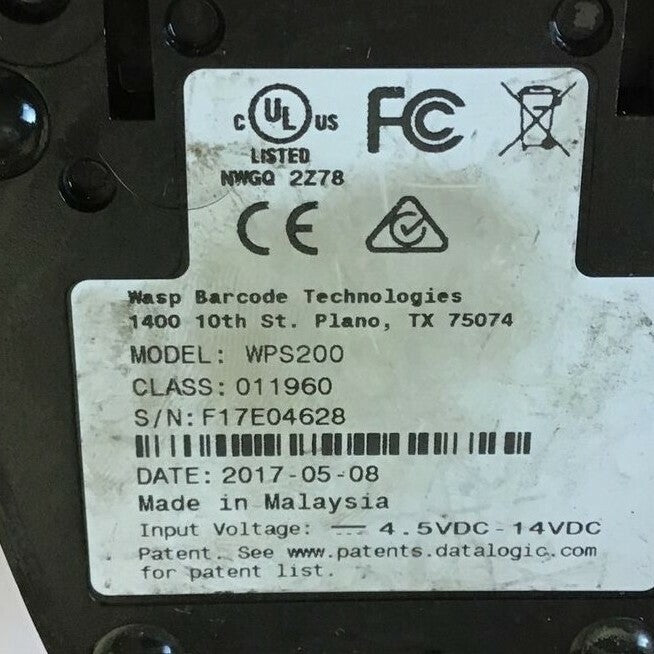 c UL US
LISTED
NWGQ 2Z78
FC
CE
Wasp Barcode Technologies
1400 10th St. Plano, TX 75074
MODEL: WPS200
CLASS: 011960
S/N: F17E04628
DATE: 2017-05-08
Made in Malaysia
Input Voltage: 4.5VDC-14VDC
Patent. See www.patents.datalogic.com
for patent list.